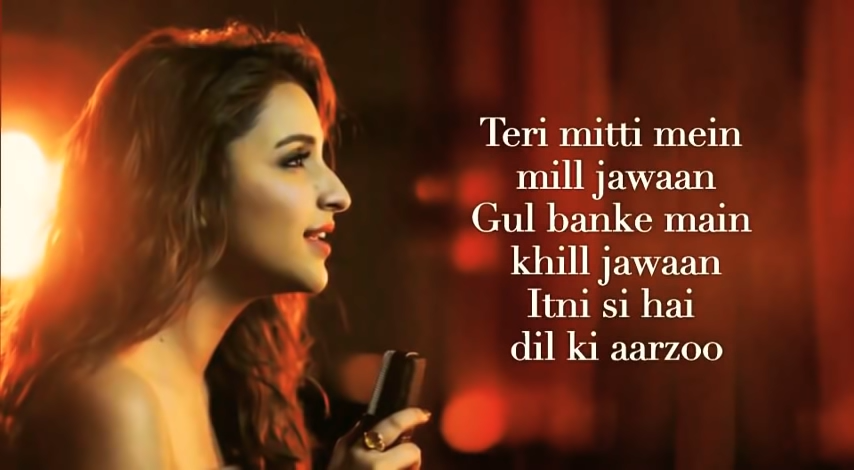 Teri mitti mein
mill jawaan
Gul banke main
khill jawaan
Itni si hai
dil ki aarzoo